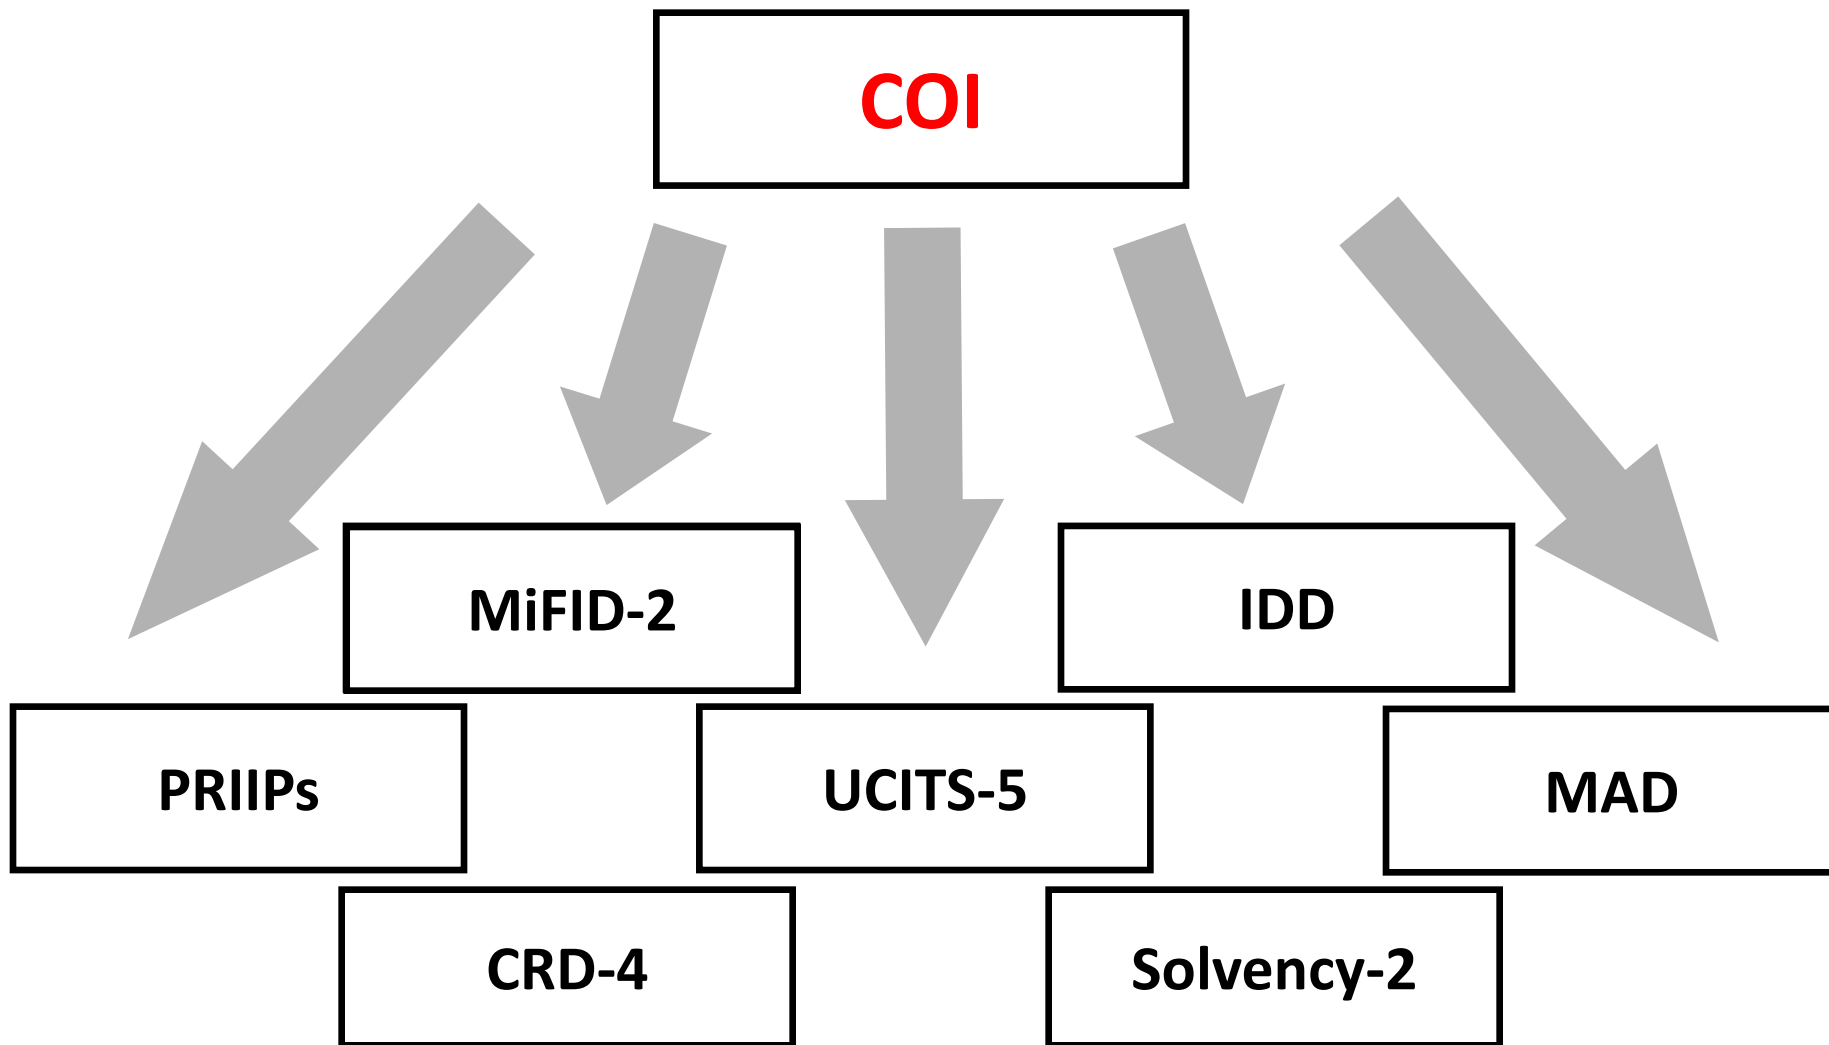 COI
MiFID-2
IDD
PRIIPs
UCITS-5
MAD
CRD-4
Solvency-2